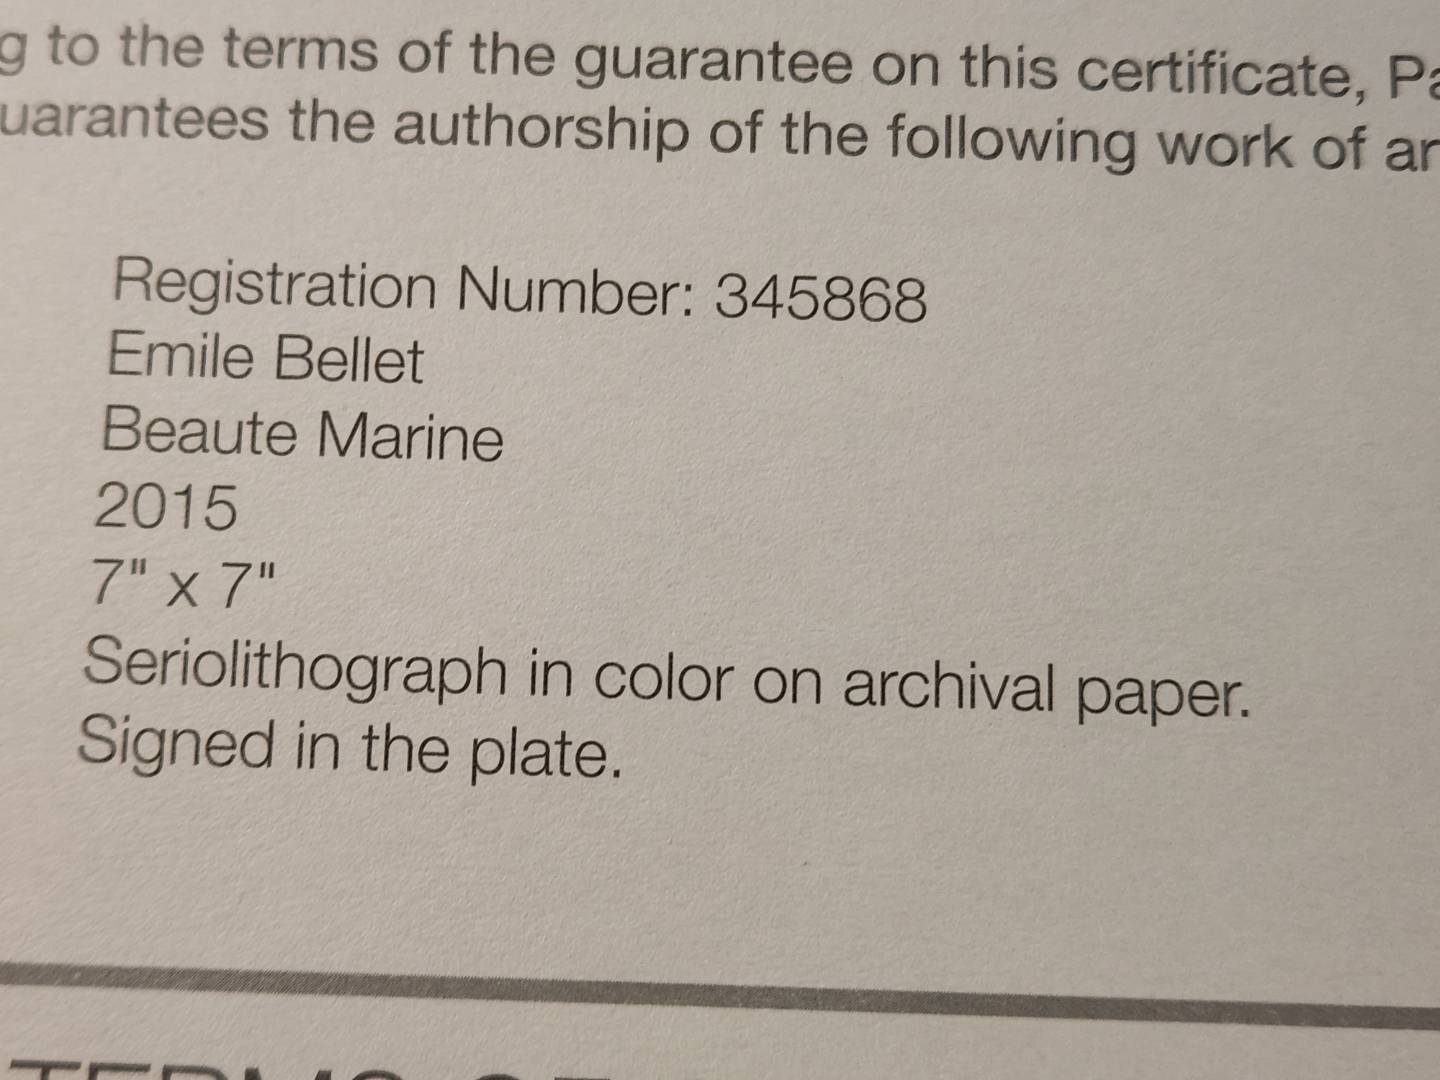 to the terms of the guarantee on this certificate,
the authorship of the following work of
Registration Number: 345868
Emile Bellet
Beaute Marine
2015
7" x 7"
Seriolithograph in color on archival paper.
Signed in the plate.